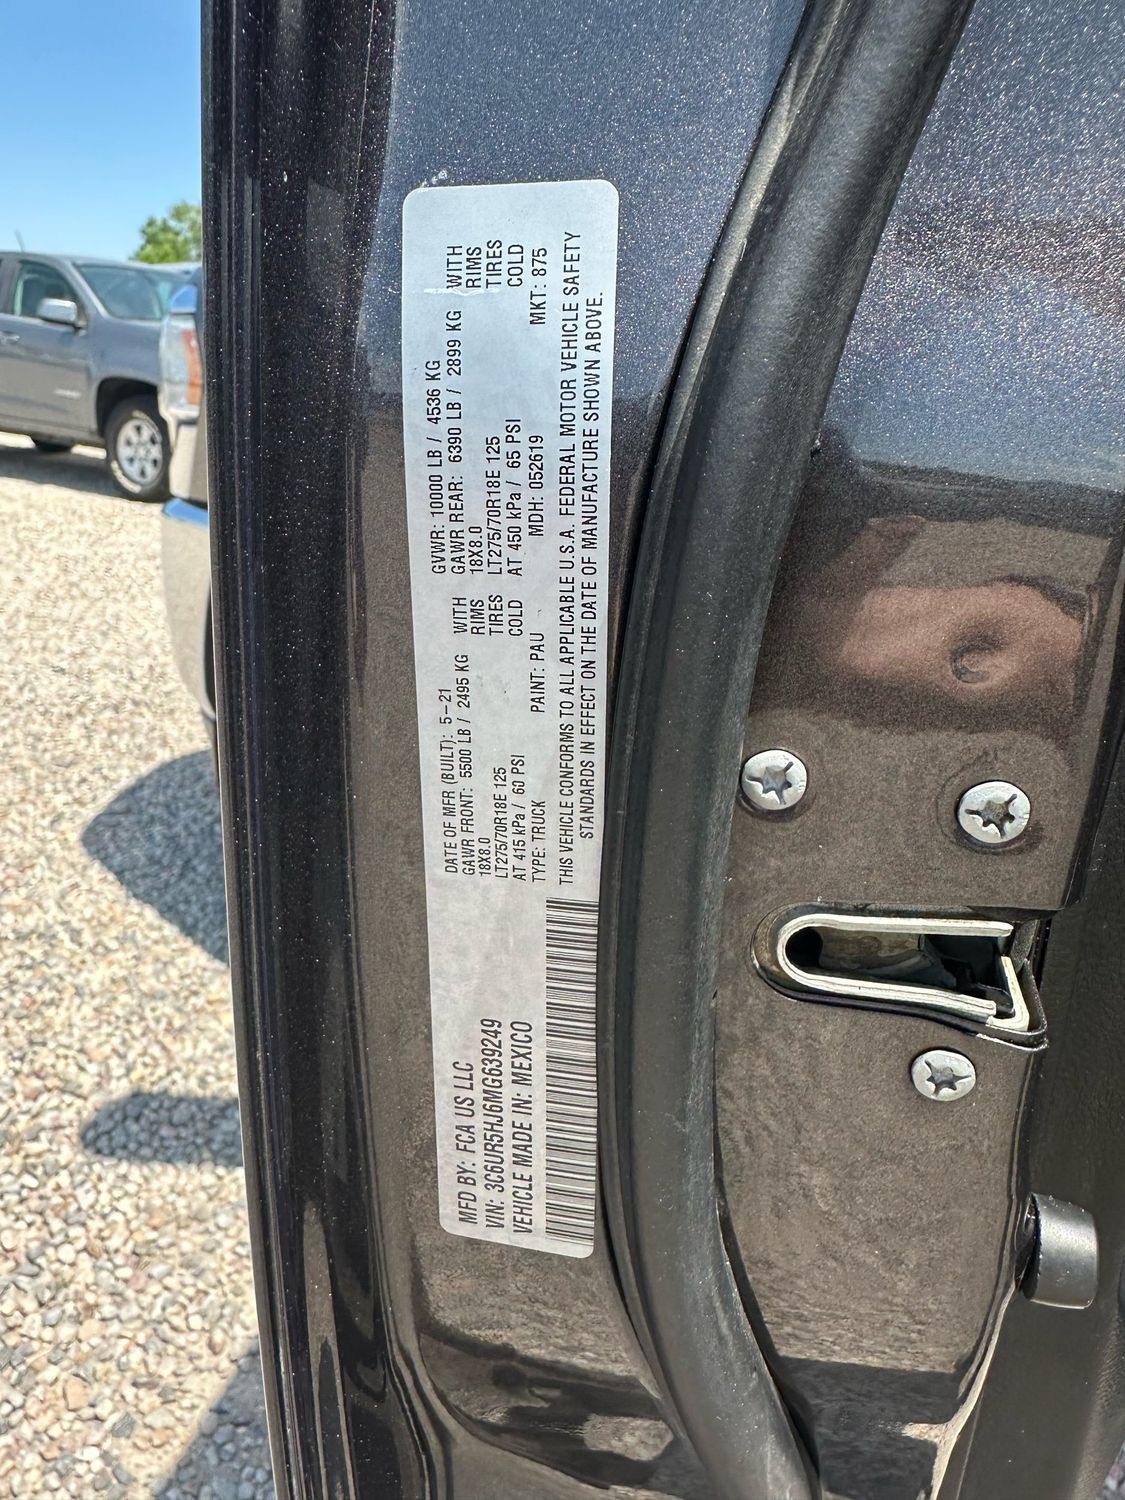 MFD BY: FCA US LLC
VIN: 3C6UR5HJ6MG639249
VEHICLE MADE IN: MEXICO
DATE OF MFR (BUILT): 5-21
GAWR FRONT: 5500 LB / 2495 KG WITH
18X8.0 RIMS
LT275/70R18E 125 TIRES
AT 415 kPa / 60 PSI COLD
TYPE: TRUCK PAINT: PAU
GVWR: 10000 LB / 4536 KG
GAWR REAR: 6390 LB / 2899 KG WITH
18X8.0 RIMS
LT275/70R18E 125 TIRES
AT 450 kPa / 65 PSI COLD
MDH: 052619 MKT: 875
THIS VEHICLE CONFORMS TO ALL APPLICABLE U.S.A. FEDERAL MOTOR VEHICLE SAFETY
STANDARDS IN EFFECT ON THE DATE OF MANUFACTURE SHOWN ABOVE.